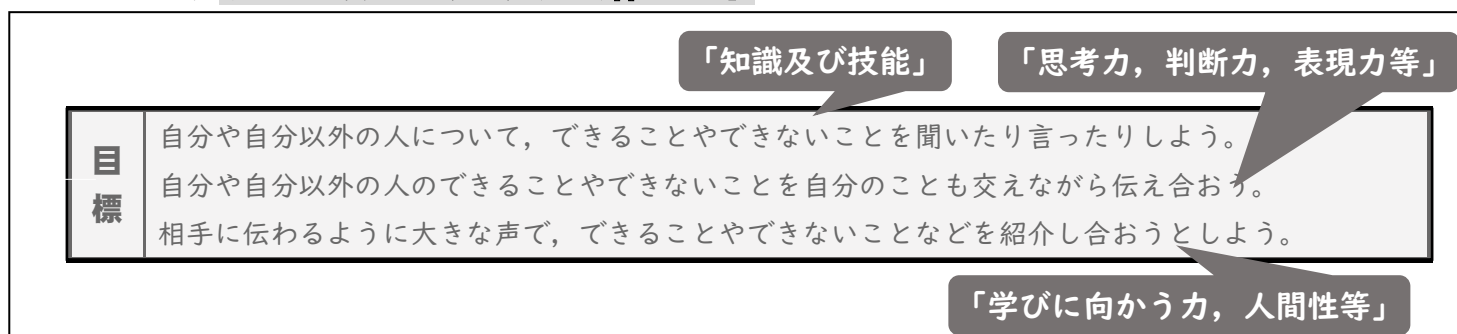 「知識及び技能」
「思考力，判断力，表現力等」
目標
自分や自分以外の人について，できることやできないことを聞いたり言ったりしよう。
自分や自分以外の人のできることやできないことを自分のことも交えながら伝え合おう。
相手に伝わるように大きな声で，できることやできないことなどを紹介し合おうとしよう。
「学びに向かう力，人間性等」